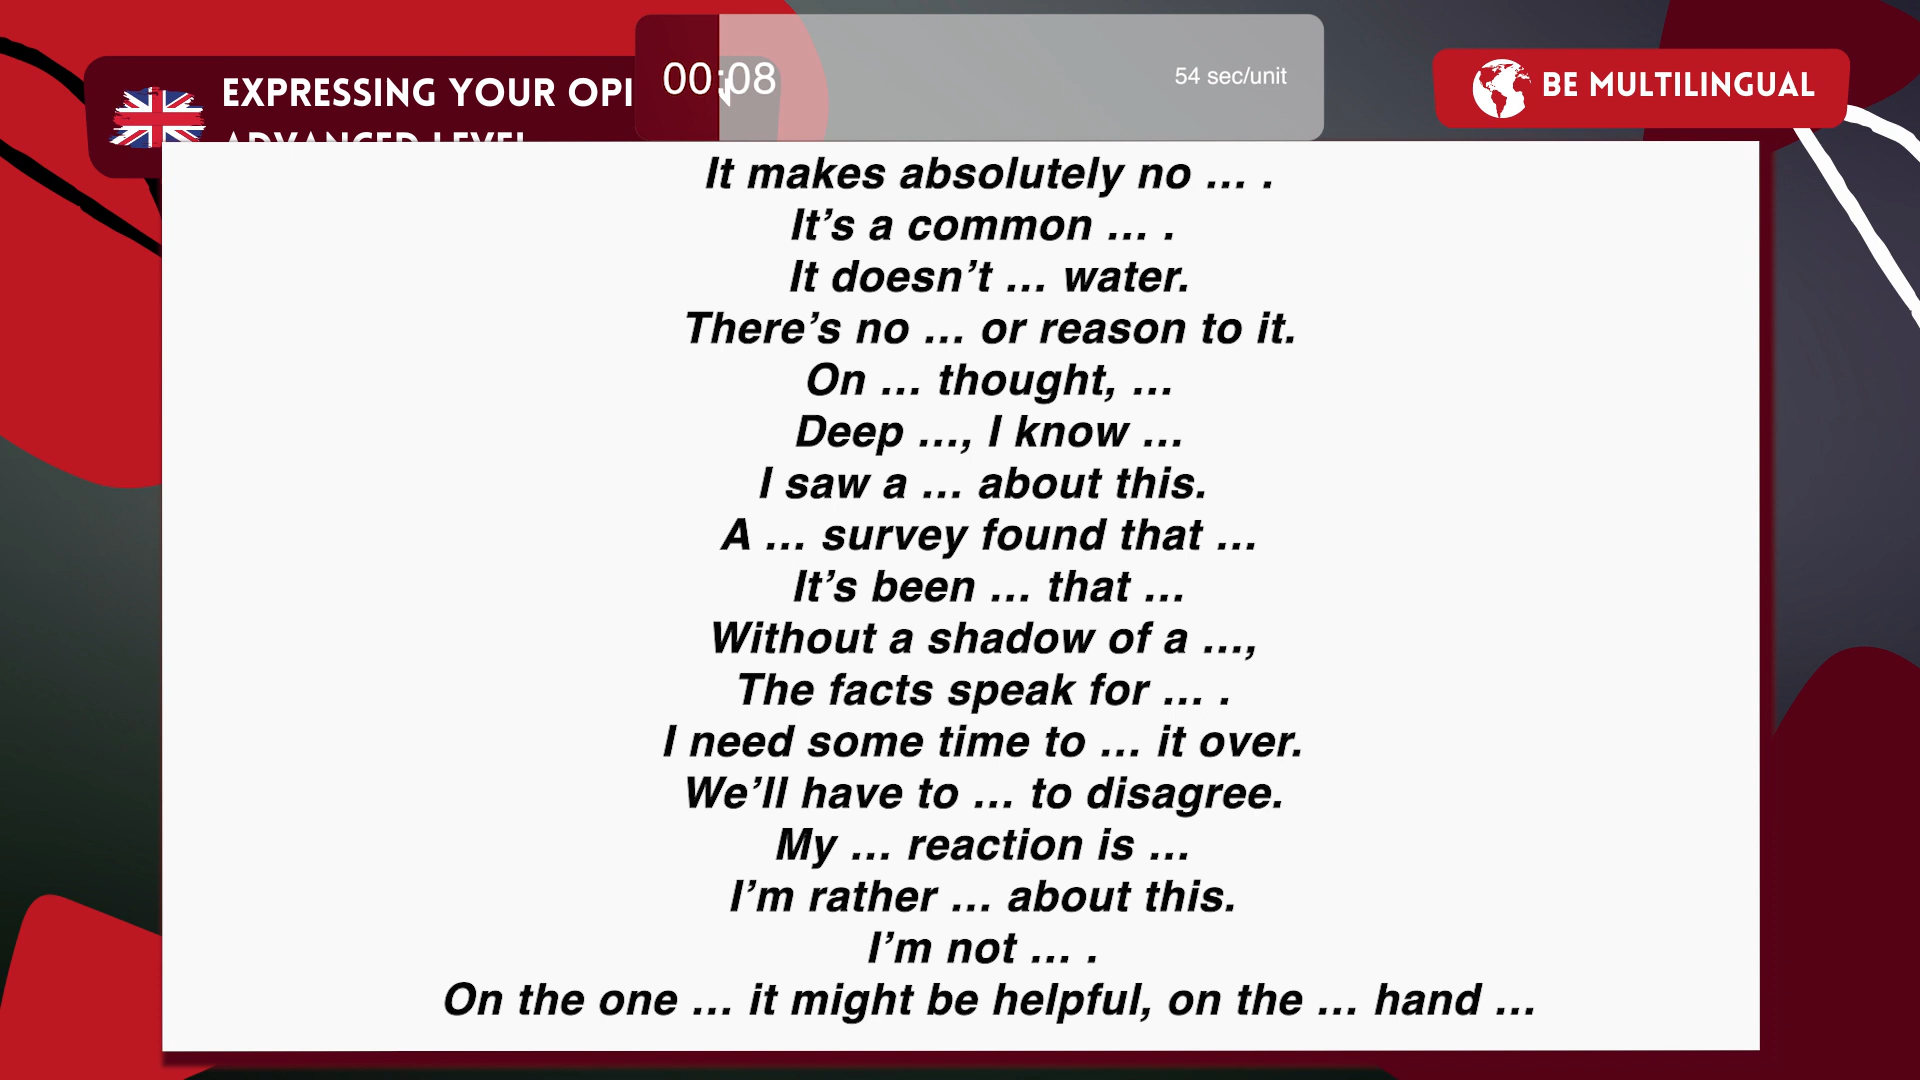 EXPRESSING YOUR OPI
ADVANCED LEVEL
00:08
54 sec/unit
BE MULTILINGUAL
It makes absolutely no ... .
It’s a common ... .
It doesn’t ... water.
There’s no ... or reason to it.
On ... thought, ...
Deep ..., I know ...
I saw a ... about this.
A ... survey found that ...
It’s been ... that ...
Without a shadow of a ...,
The facts speak for ... .
I need some time to ... it over.
We’ll have to ... to disagree.
My ... reaction is ...
I’m rather ... about this.
I’m not ... .
On the one ... it might be helpful, on the ... hand ...